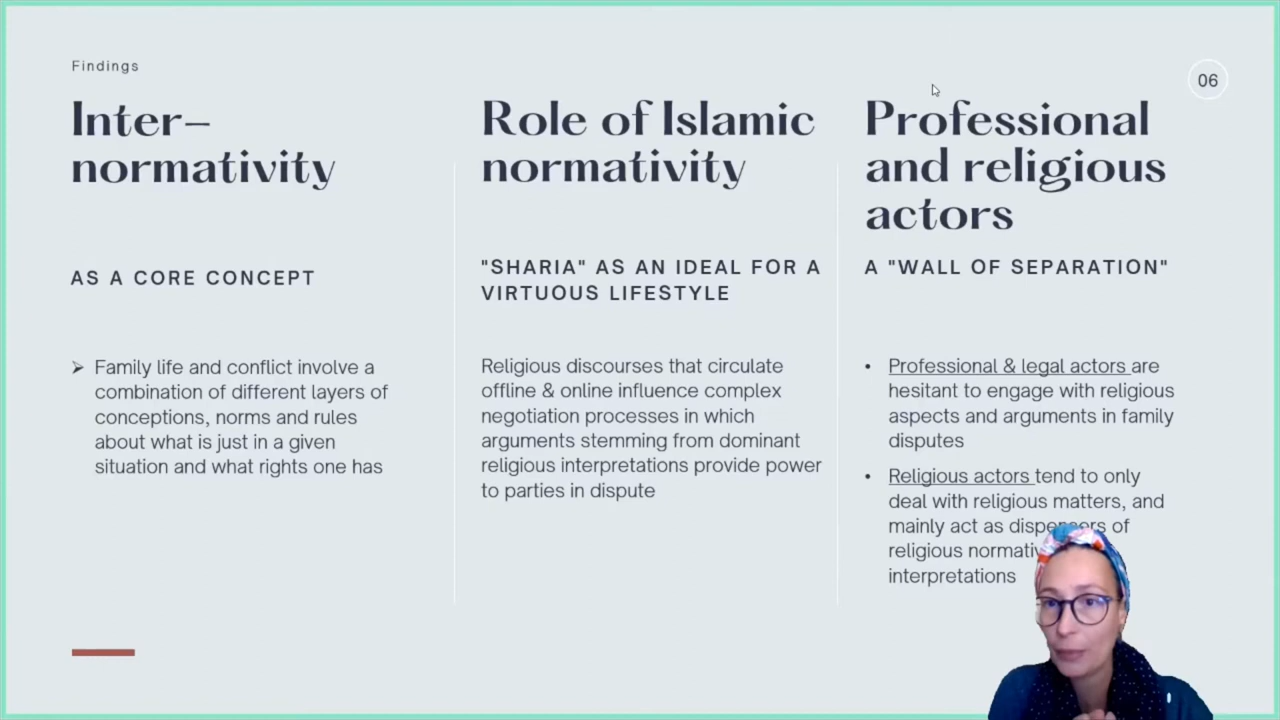 Findings
06
Inter-
normativity
AS A CORE CONCEPT
➢ Family life and conflict involve a
combination of different layers of
conceptions, norms and rules
about what is just in a given
situation and what rights one has
Role of Islamic
normativity
"SHARIA" AS AN IDEAL FOR A
VIRTUOUS LIFESTYLE
Religious discourses that circulate
offline & online influence complex
negotiation processes in which
arguments stemming from dominant
religious interpretations provide power
to parties in dispute
Professional
and religious
actors
A "WALL OF SEPARATION"
• Professional & legal actors are
hesitant to engage with religious
aspects and arguments in family
disputes
• Religious actors tend to only
deal with religious matters, and
mainly act as dispensers of
religious
interpretations